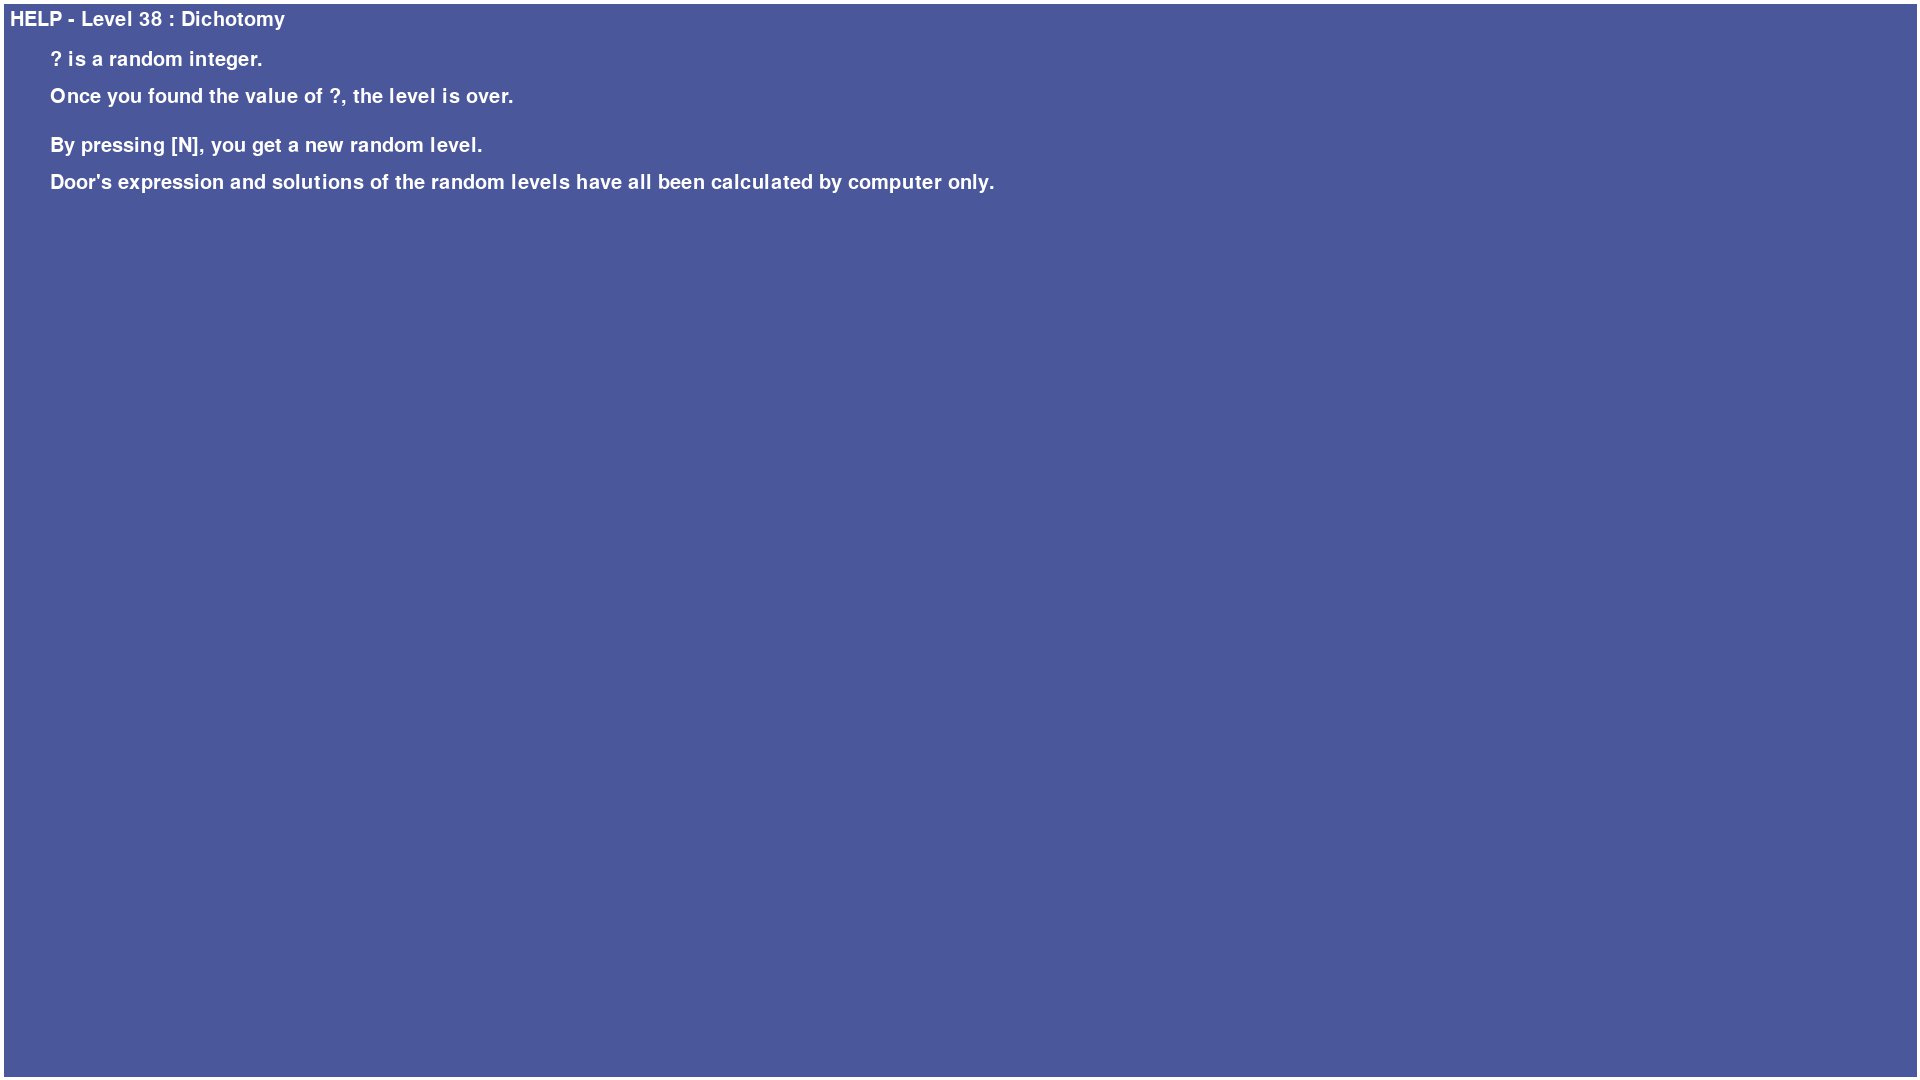 HELP - Level 38 : Dichotomy
? is a random integer.
Once you found the value of ?, the level is over.
By pressing [N], you get a new random level.
Door's expression and solutions of the random levels have all been calculated by computer only.